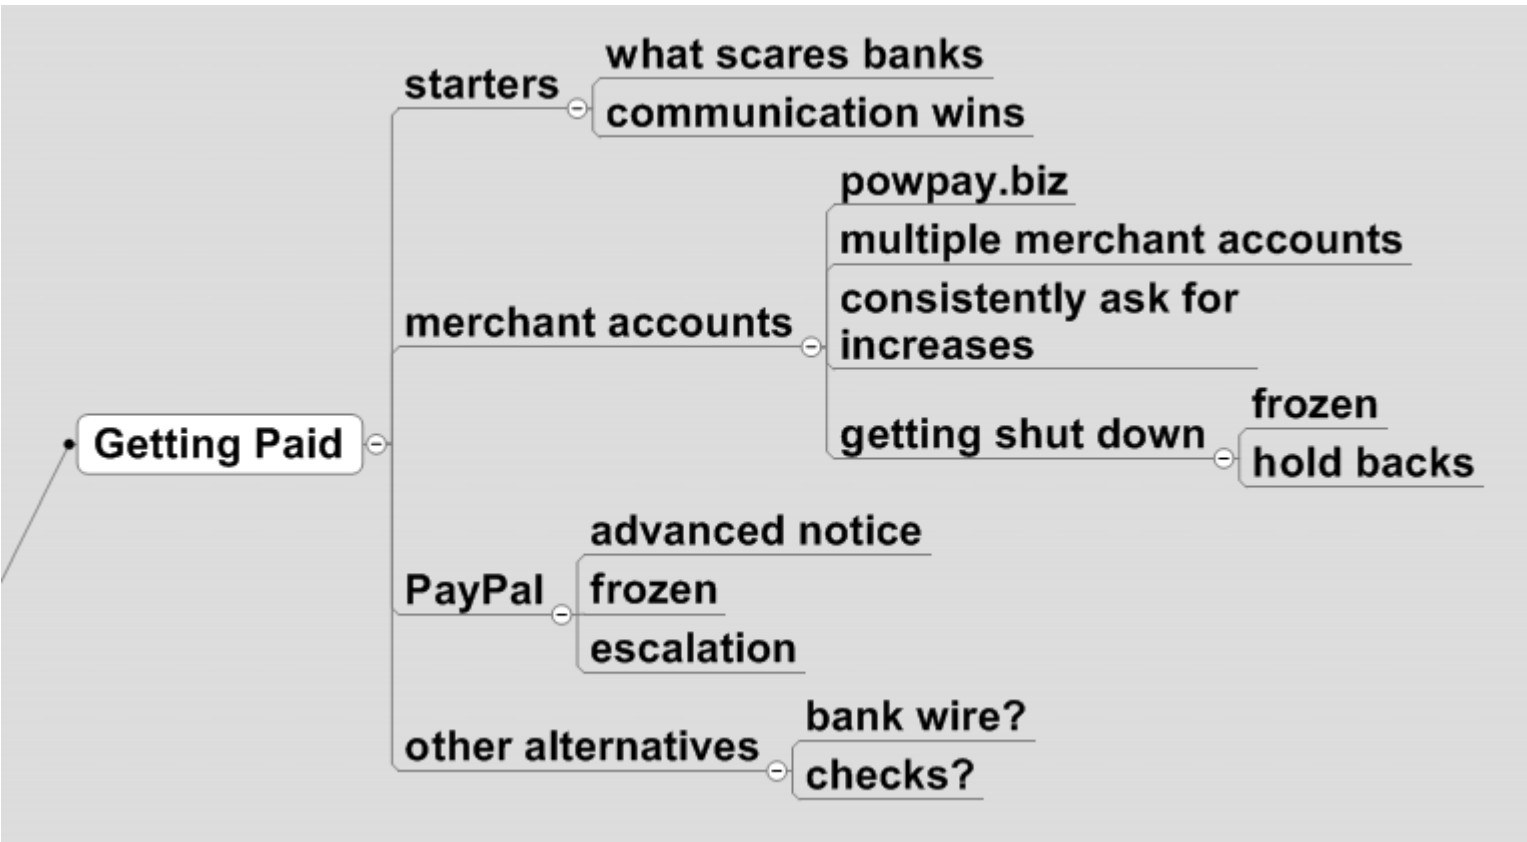 Getting Paid
starters
what scares banks
communication wins
merchant accounts
powpay.biz
multiple merchant accounts
consistently ask for
increases
getting shut down
frozen
hold backs
PayPal
advanced notice
frozen
escalation
other alternatives
bank wire?
checks?